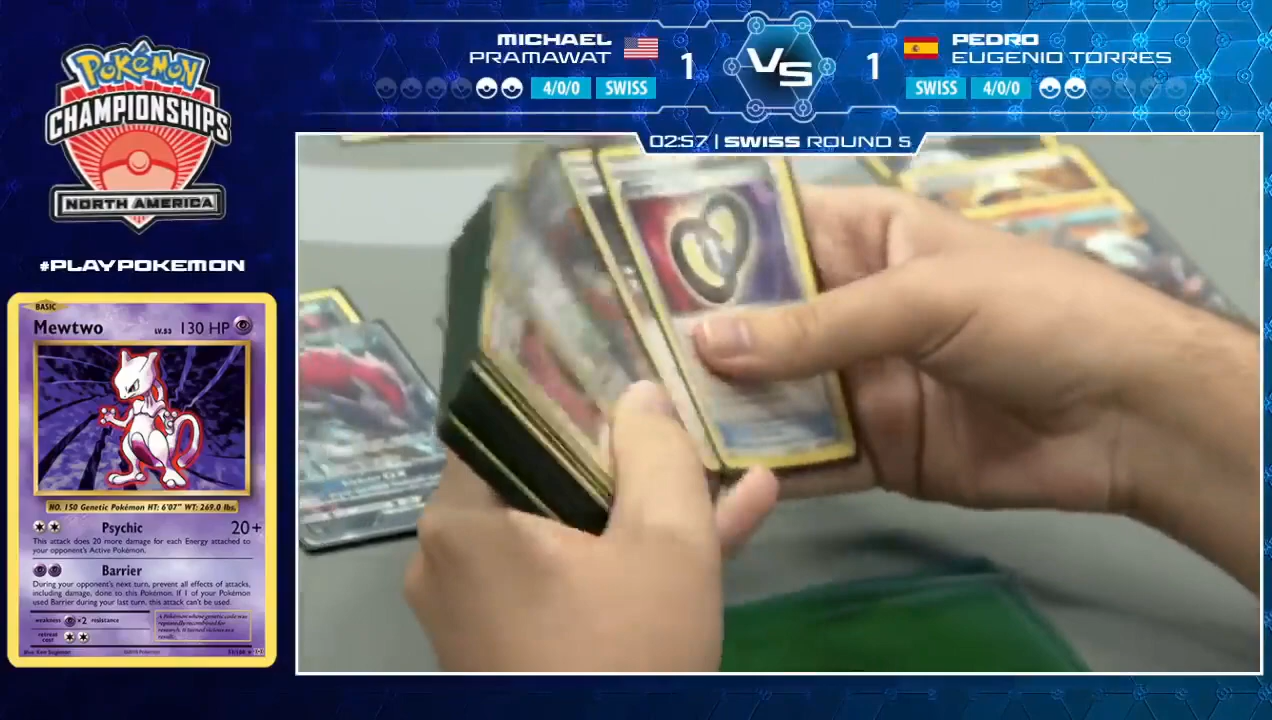 Pokémon
CHAMPIONSHIPS
NORTH AMERICA
#PLAYPOKEMON
MICHAEL
PRAMAWAT
4/0/0 SWISS
1
VS
1
PEDRO
EUGENIO TORRES
SWISS 4/0/0
02:57 | SWISS ROUND 5
BASIC
Mewtwo LV.53 130 HP
NO. 150 Genetic Pokémon HT: 6'07" WT: 269.0 lbs.
Psychic 20+
This attack does 20 more damage for each Energy attached to
your opponent's Active Pokémon.
Barrier
During your opponent's next turn, prevent all effects of attacks,
including damage, done to this Pokémon. If 1 of your Pokémon
used Barrier during your last turn, this attack can't be used.
weakness ×2 resistance
retreat
cost